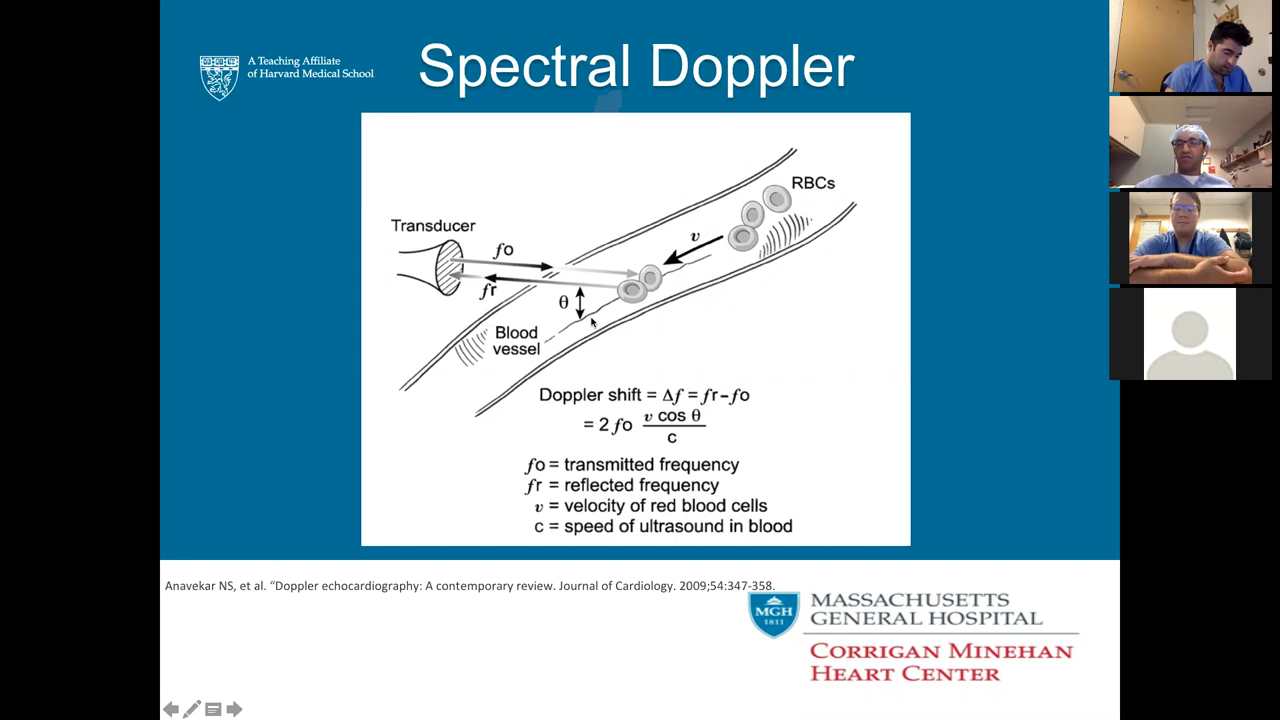 A Teaching Affiliate
of Harvard Medical School
Spectral Doppler
RBCs
Transducer
fo
v
fr
θ
Blood
vessel
Doppler shift = Δf = fr-fo
= 2 fo v cos θ
c
fo = transmitted frequency
fr = reflected frequency
v = velocity of red blood cells
c = speed of ultrasound in blood
Anavekar NS, et al. “Doppler echocardiography: A contemporary review. Journal of Cardiology. 2009;54:347-358.
MGH
1811
MASSACHUSETTS
GENERAL HOSPITAL
CORRIGAN MINEHAN
HEART CENTER